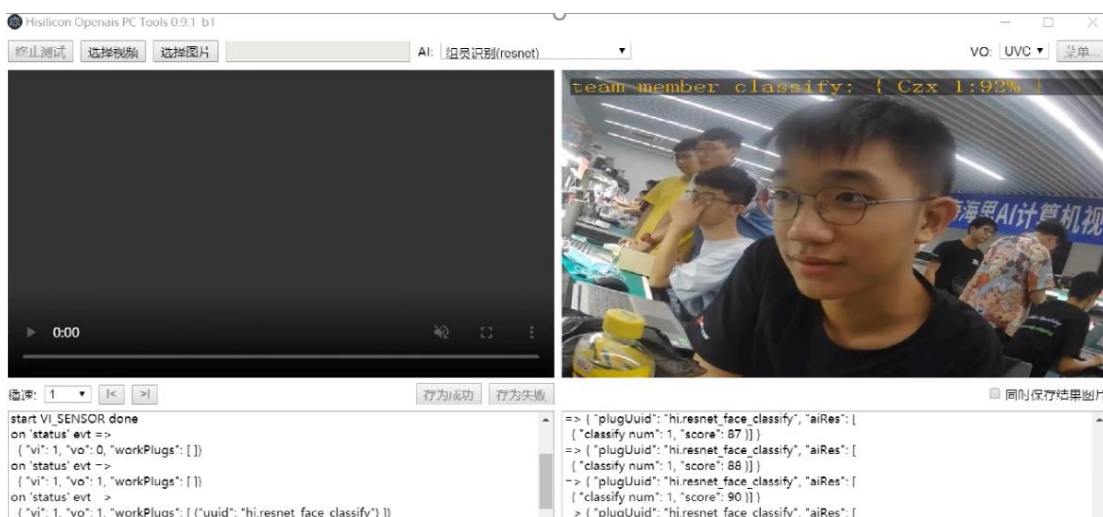 Hisilicon Openais PC Tools 0.9.1 b1
终止测试 选择视频 选择图片 AI: 组员识别(resnet) VO: UVC 菜单...
team member classify: { Czx 1:92% }
海思AI计算机视
0:00
播速: 1 |< >| 存为成功 存为失败 同时保存结果图片
start VI_SENSOR done
on 'status' evt =>
{ "vi": 1, "vo": 0, "workPlugs": [ ]}
on 'status' evt =>
{ "vi": 1, "vo": 1, "workPlugs": [ ]}
on 'status' evt >
{ "vi": 1, "vo": 1, "workPlugs": [ {"uuid": "hi.resnet_face_classify"} ]}
=> { "plugUuid": "hi.resnet_face_classify", "aiRes": [
{ "classify num": 1, "score": 87 }] }
=> { "plugUuid": "hi.resnet_face_classify", "aiRes": [
{ "classify num": 1, "score": 88 }] }
=> { "plugUuid": "hi.resnet_face_classify", "aiRes": [
{ "classify num": 1, "score": 90 }] }
> { "plugUuid": "hi.resnet_face_classify", "aiRes": [